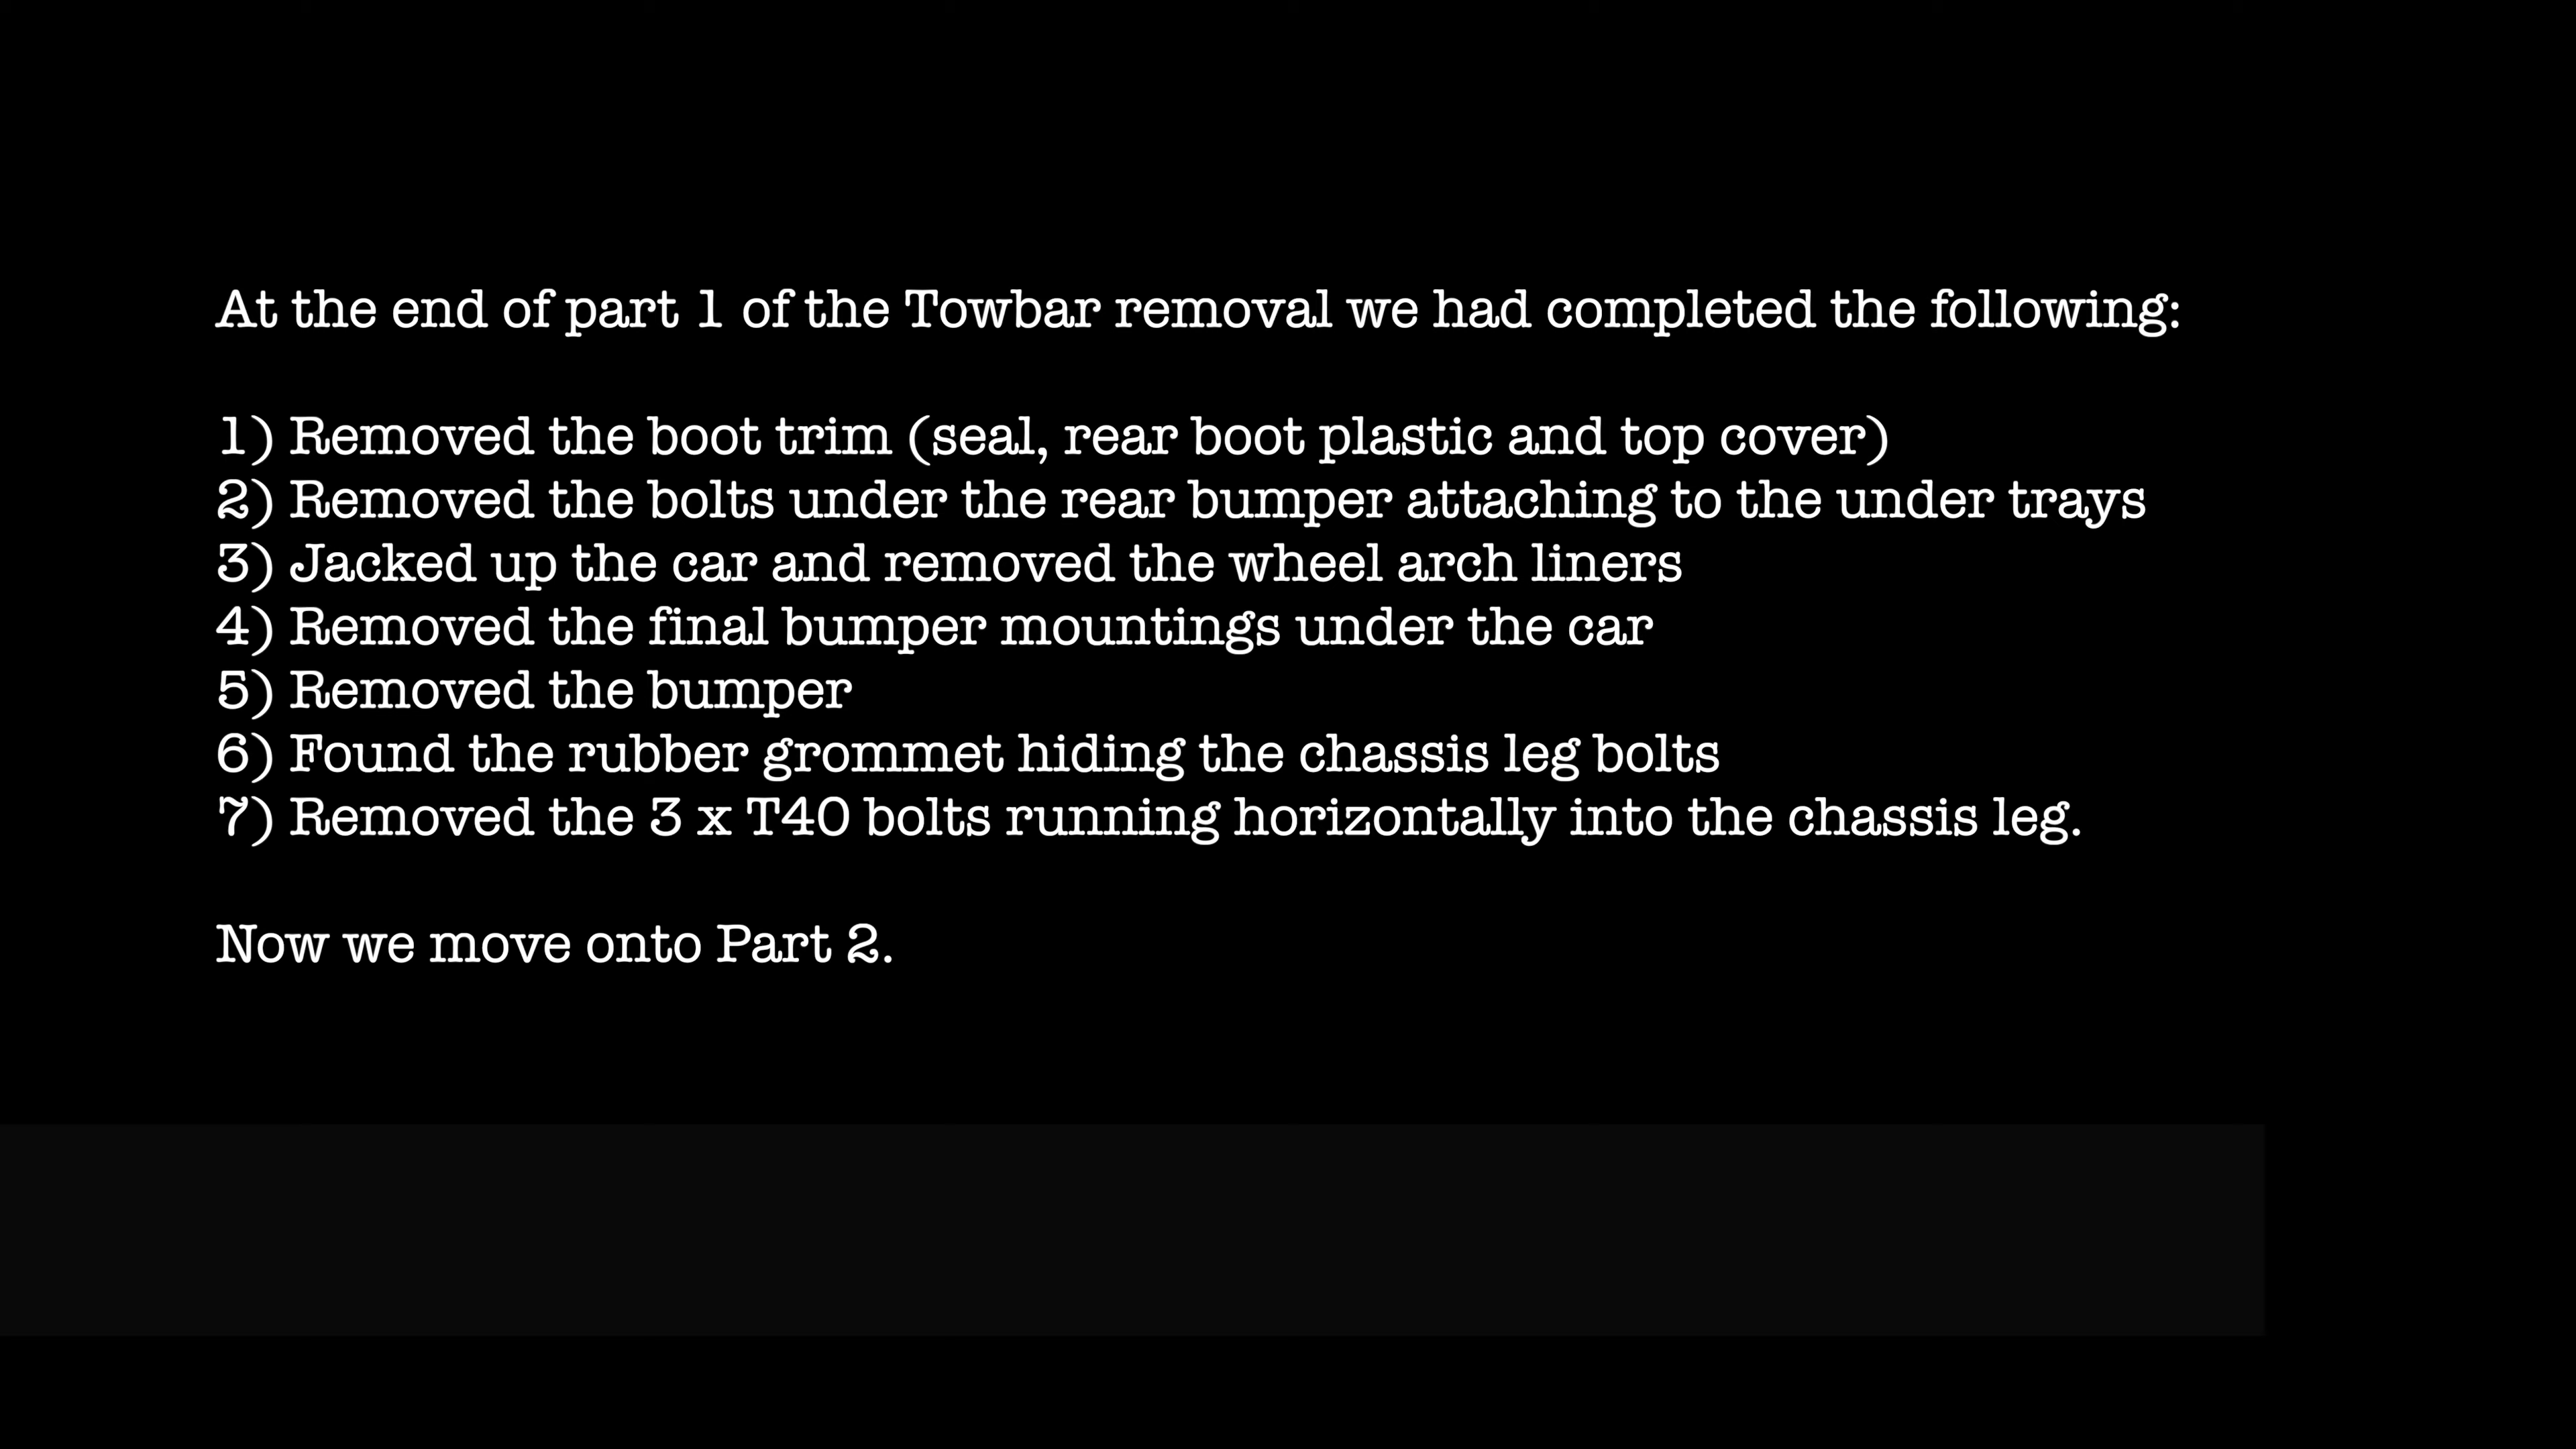 At the end of part 1 of the Towbar removal we had completed the following:
1) Removed the boot trim (seal, rear boot plastic and top cover)
2) Removed the bolts under the rear bumper attaching to the under trays
3) Jacked up the car and removed the wheel arch liners
4) Removed the final bumper mountings under the car
5) Removed the bumper
6) Found the rubber grommet hiding the chassis leg bolts
7) Removed the 3 x T40 bolts running horizontally into the chassis leg.
Now we move onto Part 2.